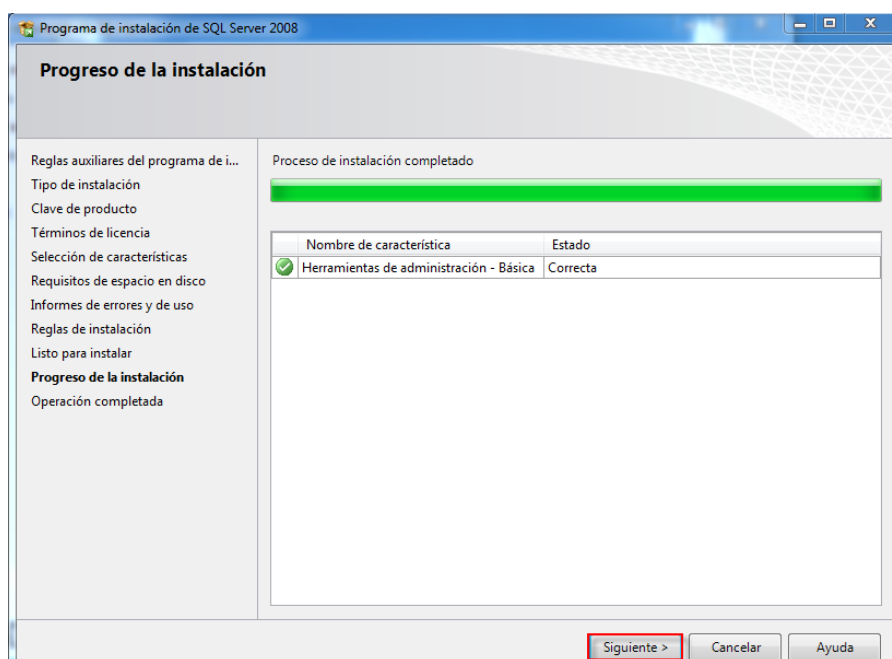 Programa de instalación de SQL Server 2008
Progreso de la instalación
Reglas auxiliares del programa de i...
Tipo de instalación
Clave de producto
Términos de licencia
Selección de características
Requisitos de espacio en disco
Informes de errores y de uso
Reglas de instalación
Listo para instalar
Progreso de la instalación
Operación completada
Proceso de instalación completado
Nombre de característica Estado
Herramientas de administración - Básica Correcta
Siguiente > Cancelar Ayuda